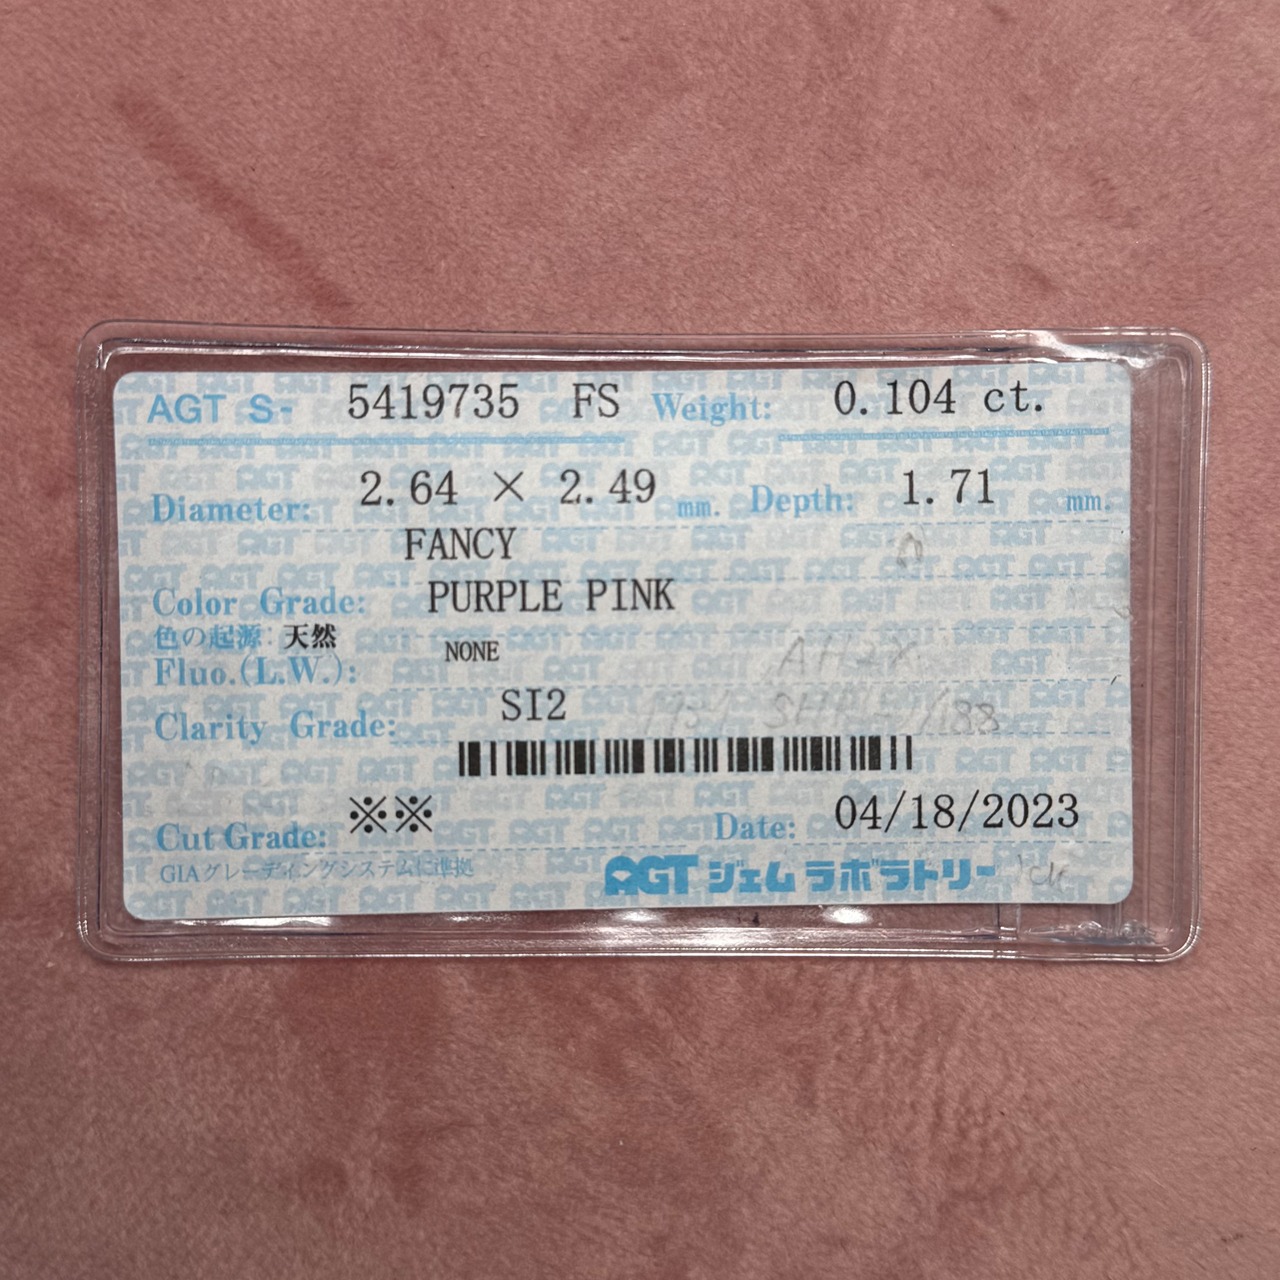 AGT S- 5419735 FS Weight: 0.104 ct.
Diameter: 2.64 × 2.49 mm. Depth: 1.71 mm.
FANCY
Color Grade: PURPLE PINK
色の起源: 天然
Fluo.(L.W.): NONE
Clarity Grade: SI2
Cut Grade: ※※ Date: 04/18/2023
GIAグレーディングシステムに準拠
AGT ジェムラボラトリー